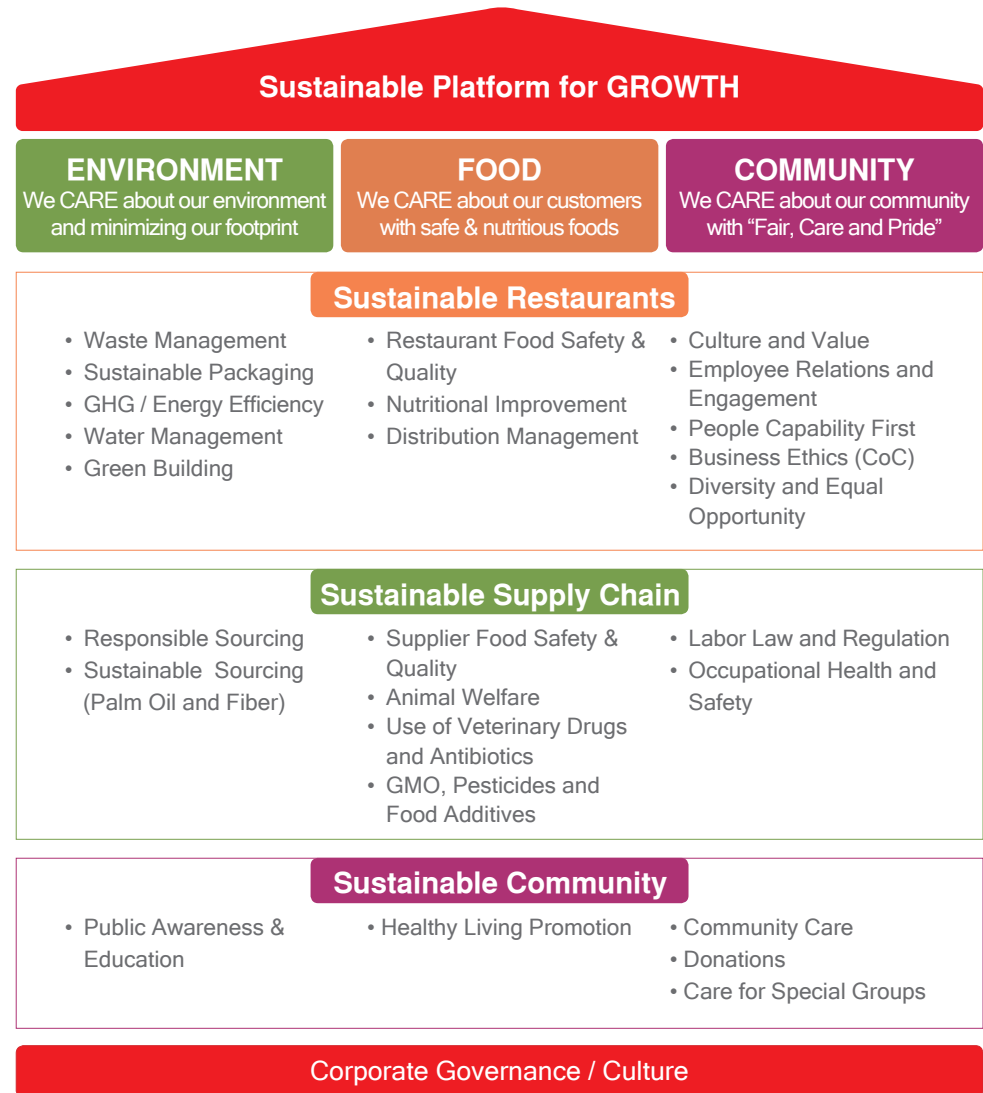 Sustainable Platform for GROWTH
ENVIRONMENT
We CARE about our environment
and minimizing our footprint
FOOD
We CARE about our customers
with safe & nutritious foods
COMMUNITY
We CARE about our community
with “Fair, Care and Pride”
Sustainable Restaurants
• Waste Management
• Sustainable Packaging
• GHG / Energy Efficiency
• Water Management
• Green Building
• Restaurant Food Safety &
Quality
• Nutritional Improvement
• Distribution Management
• Culture and Value
• Employee Relations and
Engagement
• People Capability First
• Business Ethics (CoC)
• Diversity and Equal
Opportunity
Sustainable Supply Chain
• Responsible Sourcing
• Sustainable Sourcing
(Palm Oil and Fiber)
• Supplier Food Safety &
Quality
• Animal Welfare
• Use of Veterinary Drugs
and Antibiotics
• GMO, Pesticides and
Food Additives
• Labor Law and Regulation
• Occupational Health and
Safety
Sustainable Community
• Public Awareness &
Education
• Healthy Living Promotion
• Community Care
• Donations
• Care for Special Groups
Corporate Governance / Culture